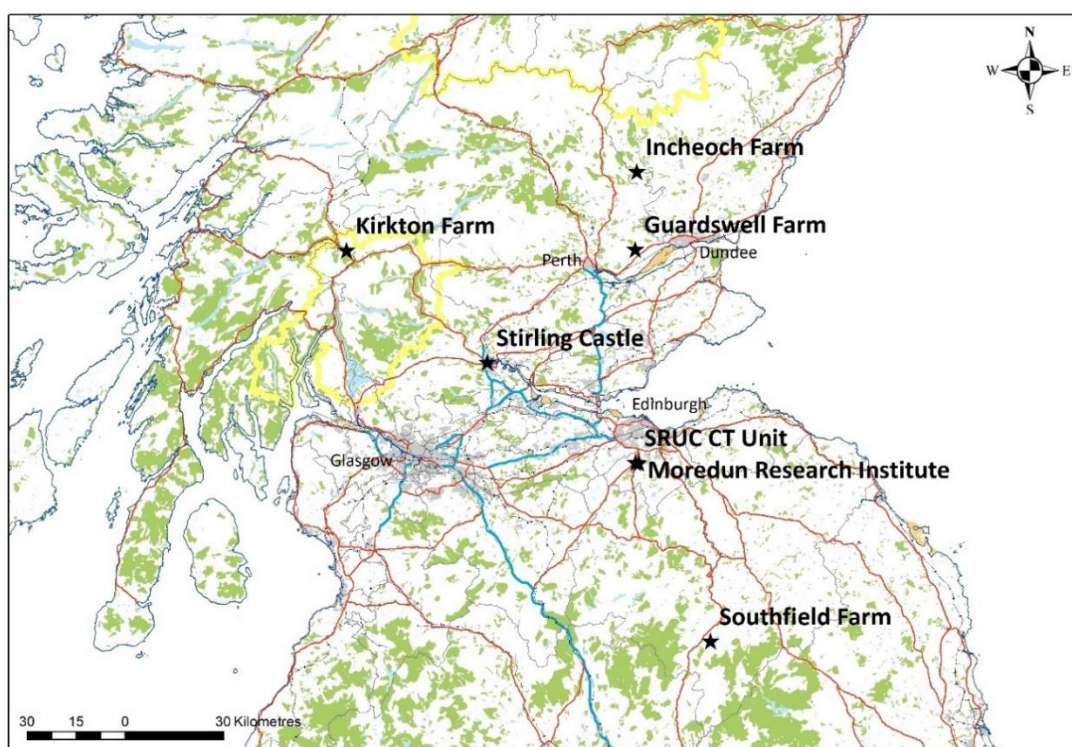 N
W E
S
Incheoch Farm
Guardswell Farm
Kirkton Farm
Perth
Dundee
Stirling Castle
Edinburgh
SRUC CT Unit
Glasgow
Moredun Research Institute
Southfield Farm
30 15 0 30 Kilometres